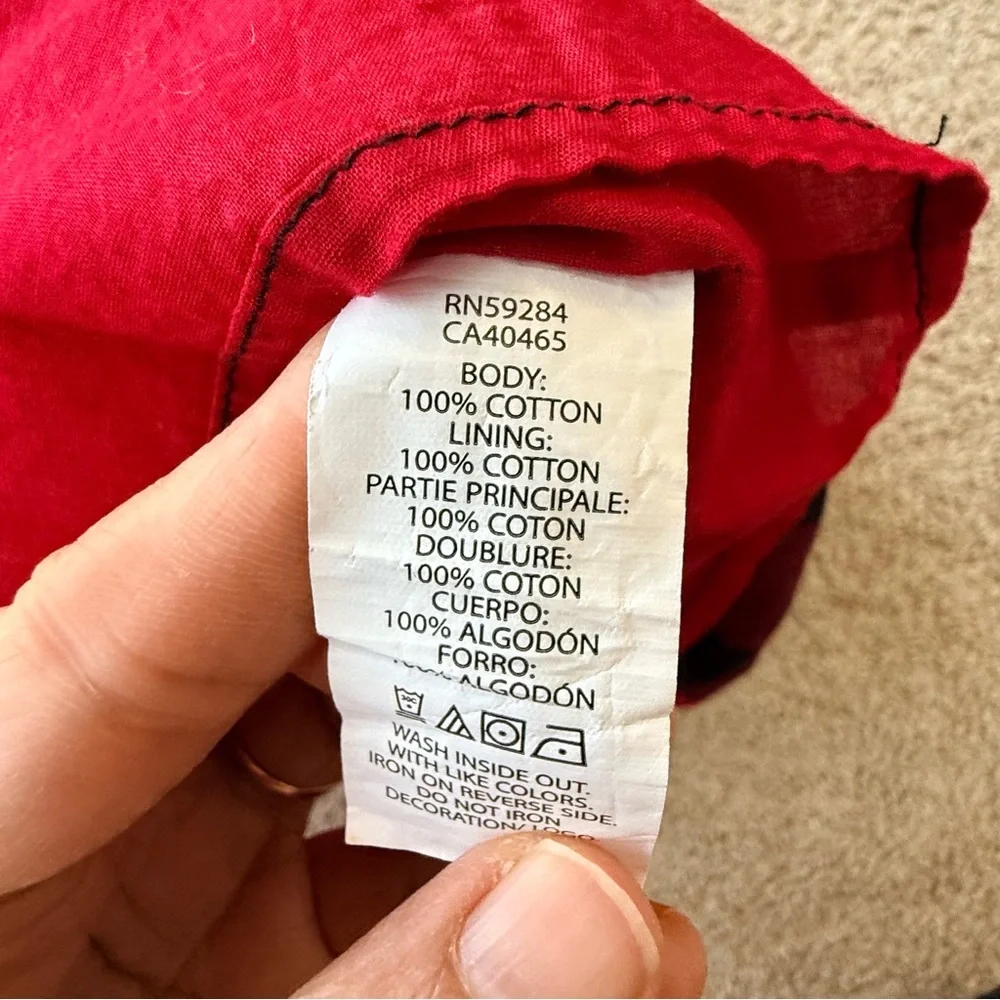 RN59284
CA40465
BODY:
100% COTTON
LINING:
100% COTTON
PARTIE PRINCIPALE:
100% COTON
DOUBLURE:
100% COTON
CUERPO:
100% ALGODÓN
FORRO:
ALGODÓN
WASH INSIDE OUT.
WITH LIKE COLORS.
IRON ON REVERSE SIDE.
DO NOT IRON
DECORATION/ LOGO